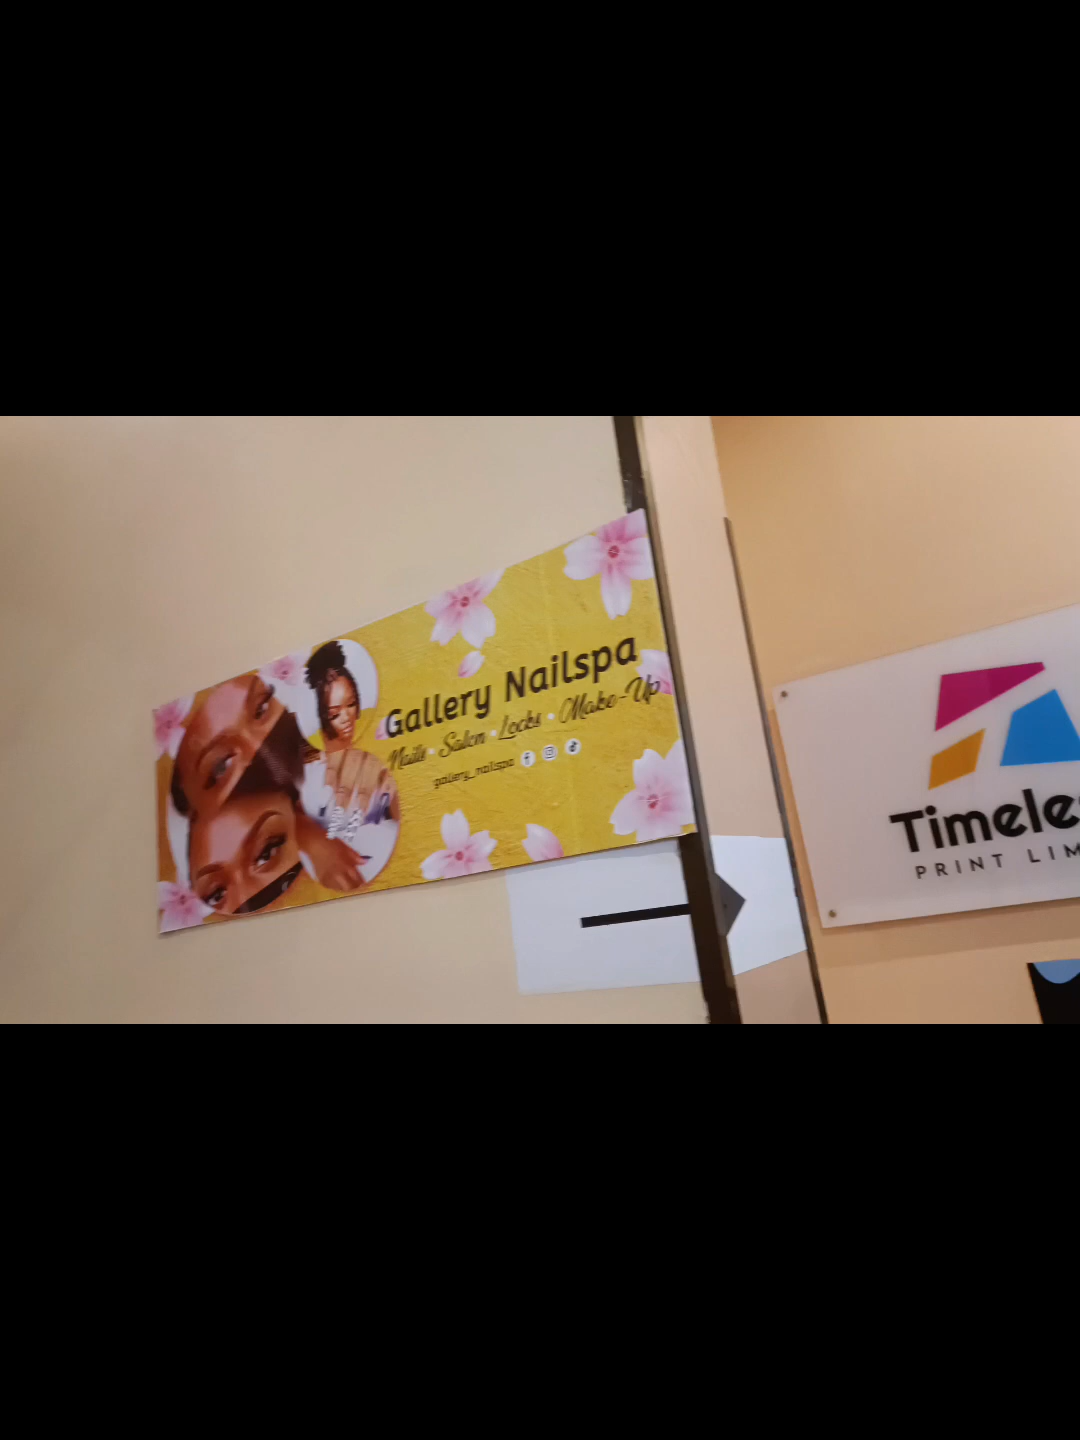 Gallery Nailspa
Nails • Salon • Locks • Make-Up
gallery_nailspa
Timele
PRINT LIM